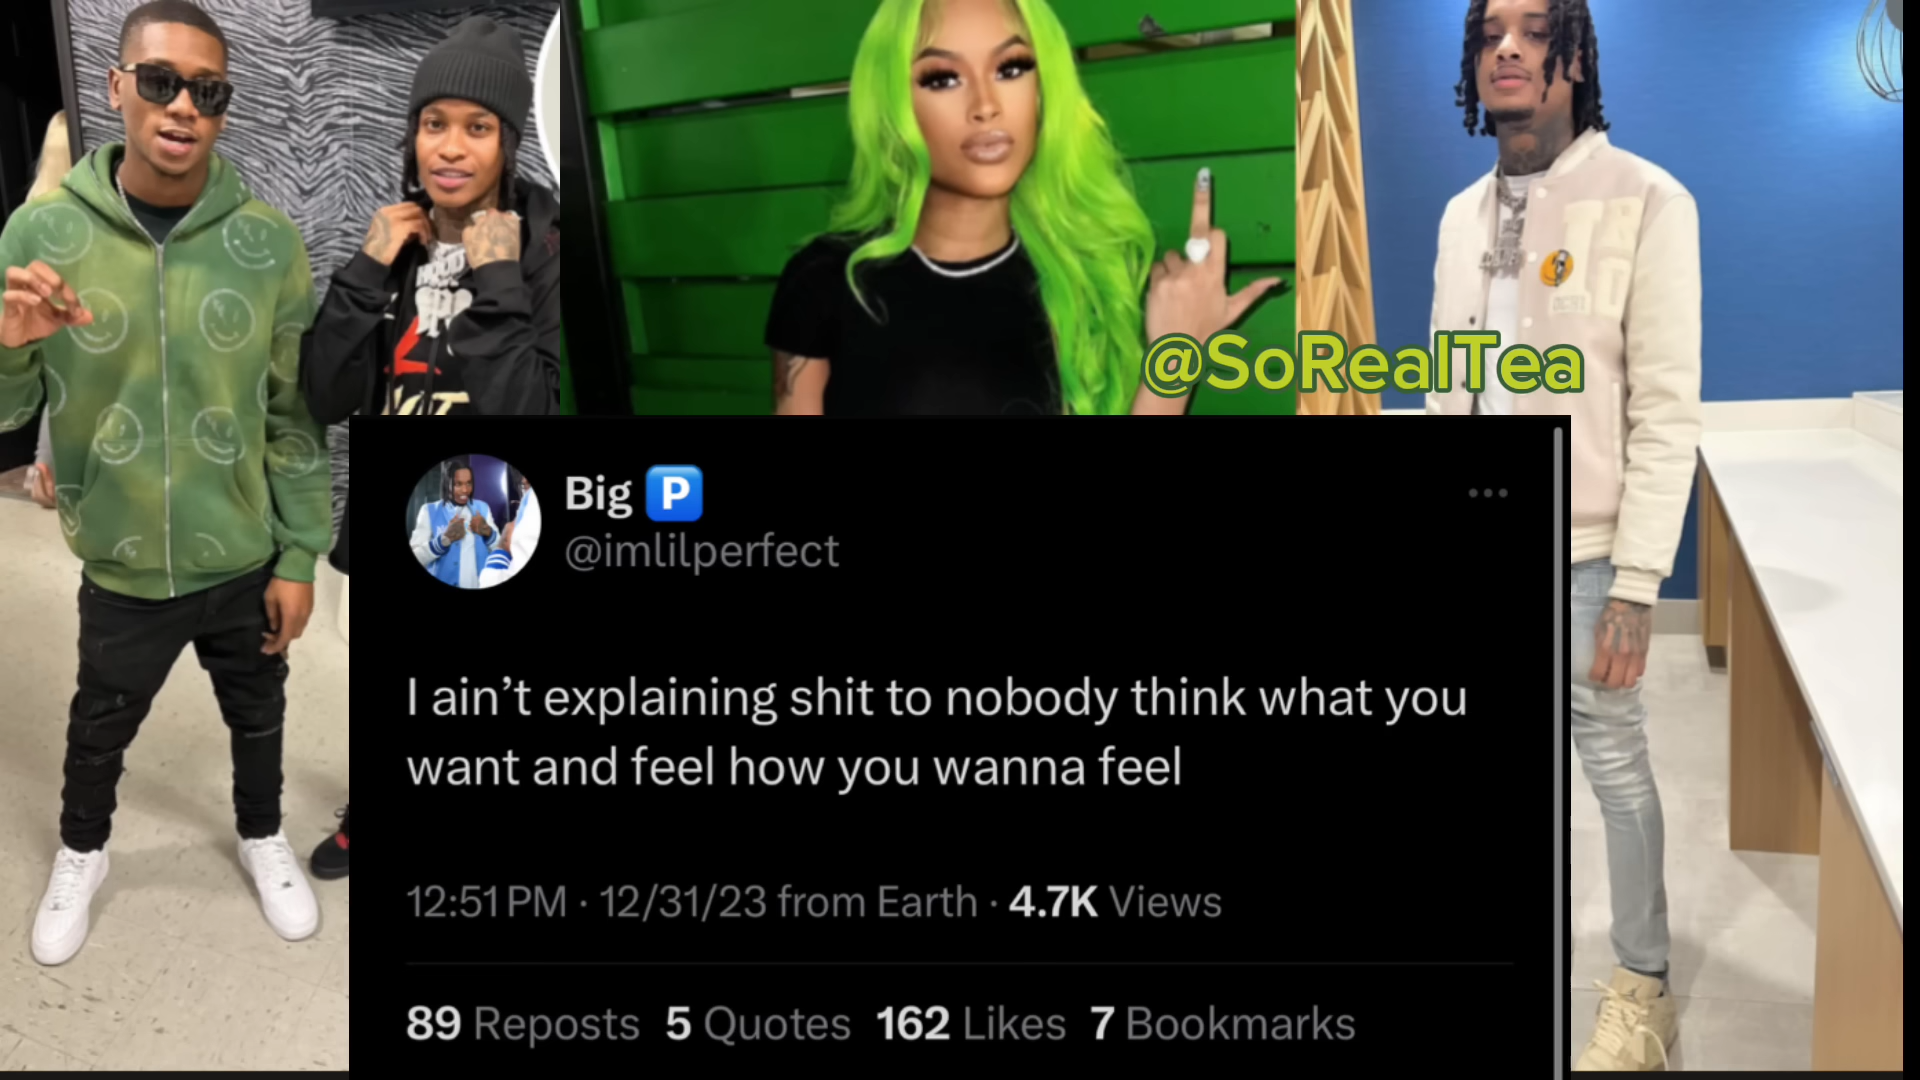 @SoRealTea
Big 🅿️
@imlilperfect
I ain’t explaining shit to nobody think what you
want and feel how you wanna feel
12:51 PM · 12/31/23 from Earth · 4.7K Views
89 Reposts 5 Quotes 162 Likes 7 Bookmarks